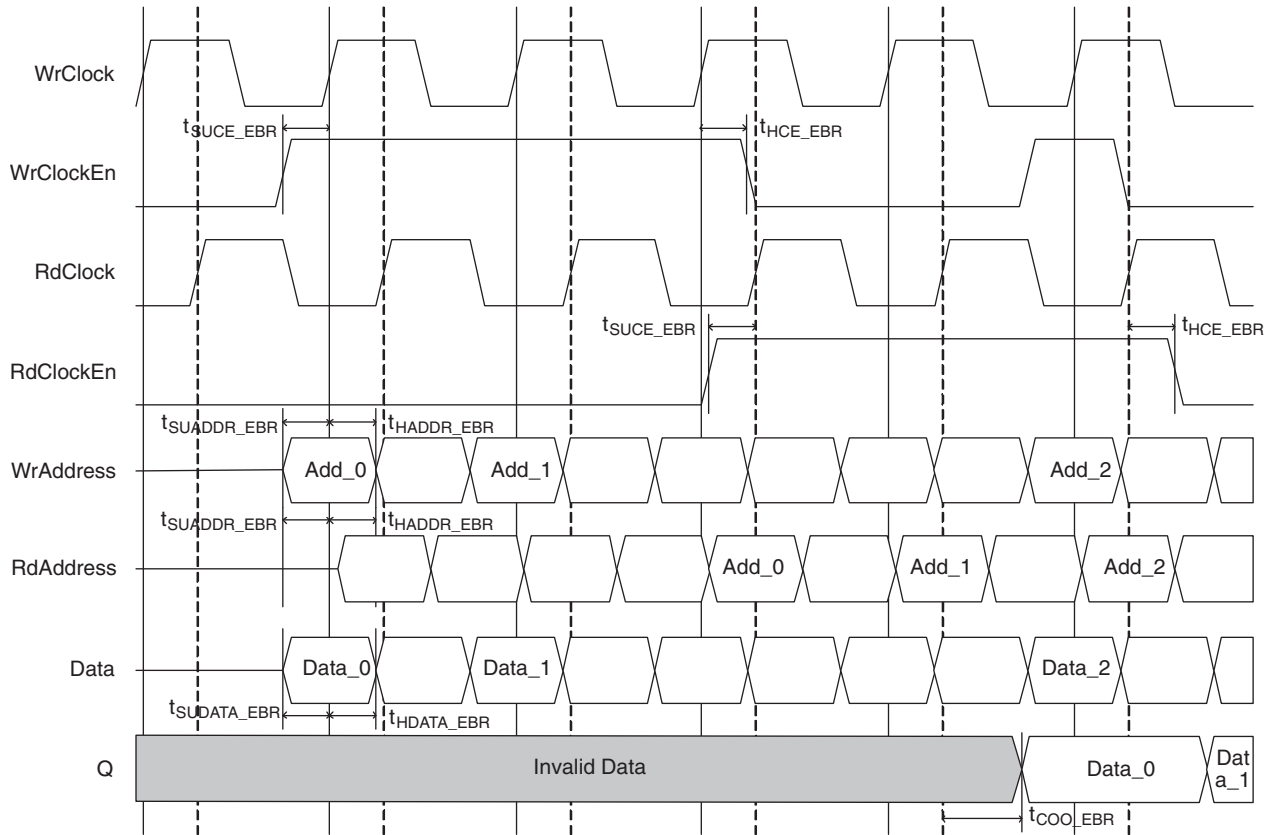 WrClock
tSUCE_EBR tHCE_EBR
WrClockEn
RdClock
tSUCE_EBR tHCE_EBR
RdClockEn
tSUADDR_EBR tHADDR_EBR
WrAddress Add_0 Add_1 Add_2
tSUADDR_EBR tHADDR_EBR
RdAddress Add_0 Add_1 Add_2
Data Data_0 Data_1 Data_2
tSUDATA_EBR tHDATA_EBR
Q Invalid Data Data_0 Dat
a_1
tCOO_EBR